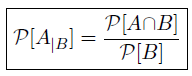 𝒫[A|B] = 𝒫[A∩B] / 𝒫[B]